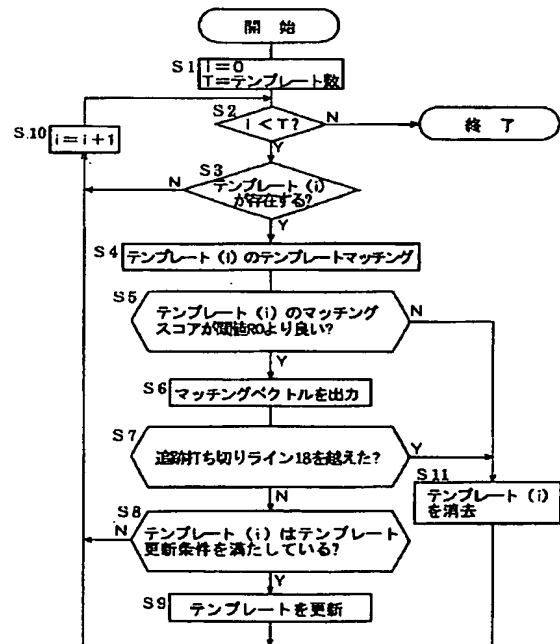 開 始
S1
i=0
T=テンプレート数
S2
i<T?
N
Y
終 了
S10
i=i+1
S3
テンプレート(i)
が存在する?
N
Y
S4
テンプレート(i)のテンプレートマッチング
S5
テンプレート(i)のマッチング
スコアが閾値R0より良い?
N
Y
S6
マッチングベクトルを出力
S7
追跡打ち切りライン18を越えた?
Y
N
S11
テンプレート(i)
を消去
S8
テンプレート(i)はテンプレート
更新条件を満たしている?
N
Y
S9
テンプレートを更新